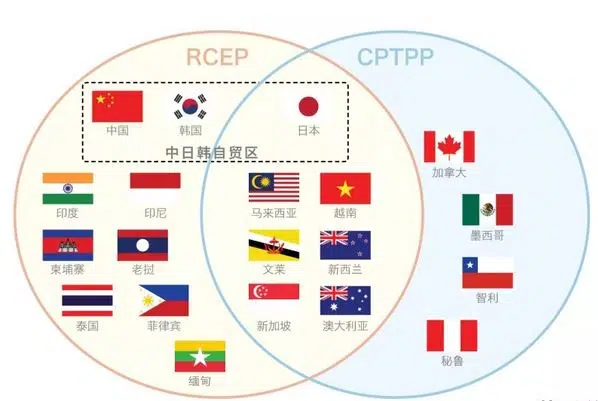 RCEP
CPTPP
中国
韩国
日本
中日韩自贸区
加拿大
印度
印尼
马来西亚
越南
墨西哥
柬埔寨
老挝
文莱
新西兰
智利
泰国
菲律宾
新加坡
澳大利亚
秘鲁
缅甸